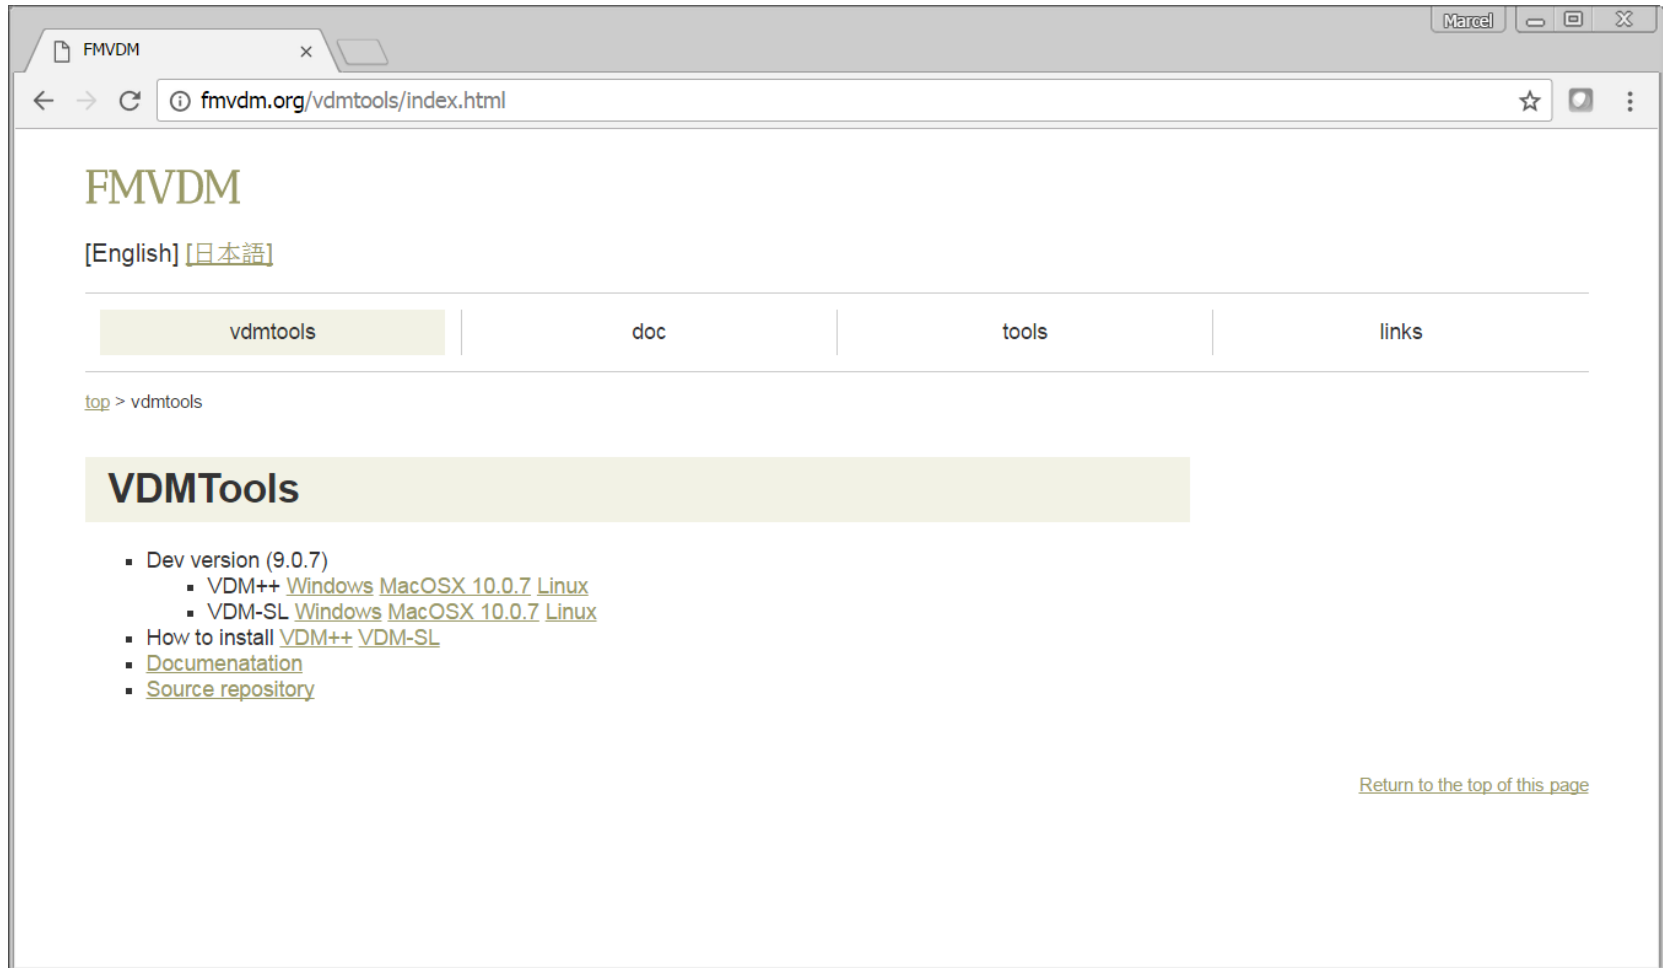 Marcel
FMVDM
fmvdm.org/vdmtools/index.html
FMVDM
[English] [日本語]
vdmtools doc tools links
top > vdmtools
VDMTools
Dev version (9.0.7)
VDM++ Windows MacOSX 10.0.7 Linux
VDM-SL Windows MacOSX 10.0.7 Linux
How to install VDM++ VDM-SL
Documenatation
Source repository
Return to the top of this page